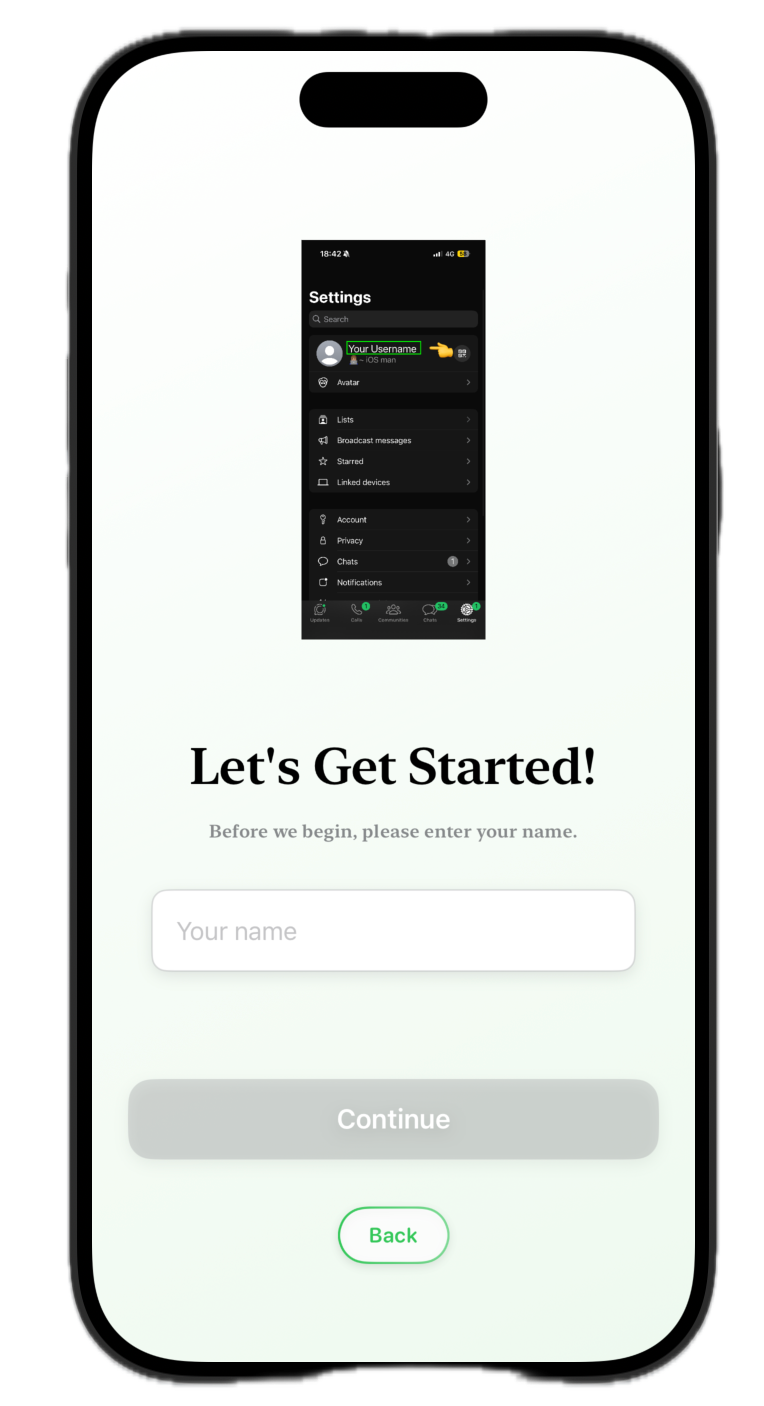 18:42 4G
Settings
Search
Your Username
~ iOS man
Avatar
Lists
Broadcast messages
Starred
Linked devices
Account
Privacy
Chats 1
Notifications
1 34 1
Updates Calls Communities Chats Settings
Let's Get Started!
Before we begin, please enter your name.
Your name
Continue
Back